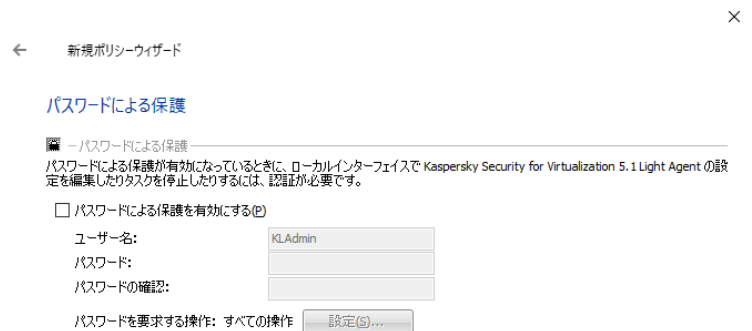 新規ポリシーウィザード
パスワードによる保護
パスワードによる保護
パスワードによる保護が有効になっているときに、ローカルインターフェイスで Kaspersky Security for Virtualization 5.1 Light Agent の設
定を編集したりタスクを停止したりするには、認証が必要です。
パスワードによる保護を有効にする(P)
ユーザー名: KLAdmin
パスワード:
パスワードの確認:
パスワードを要求する操作: すべての操作 設定(S)...